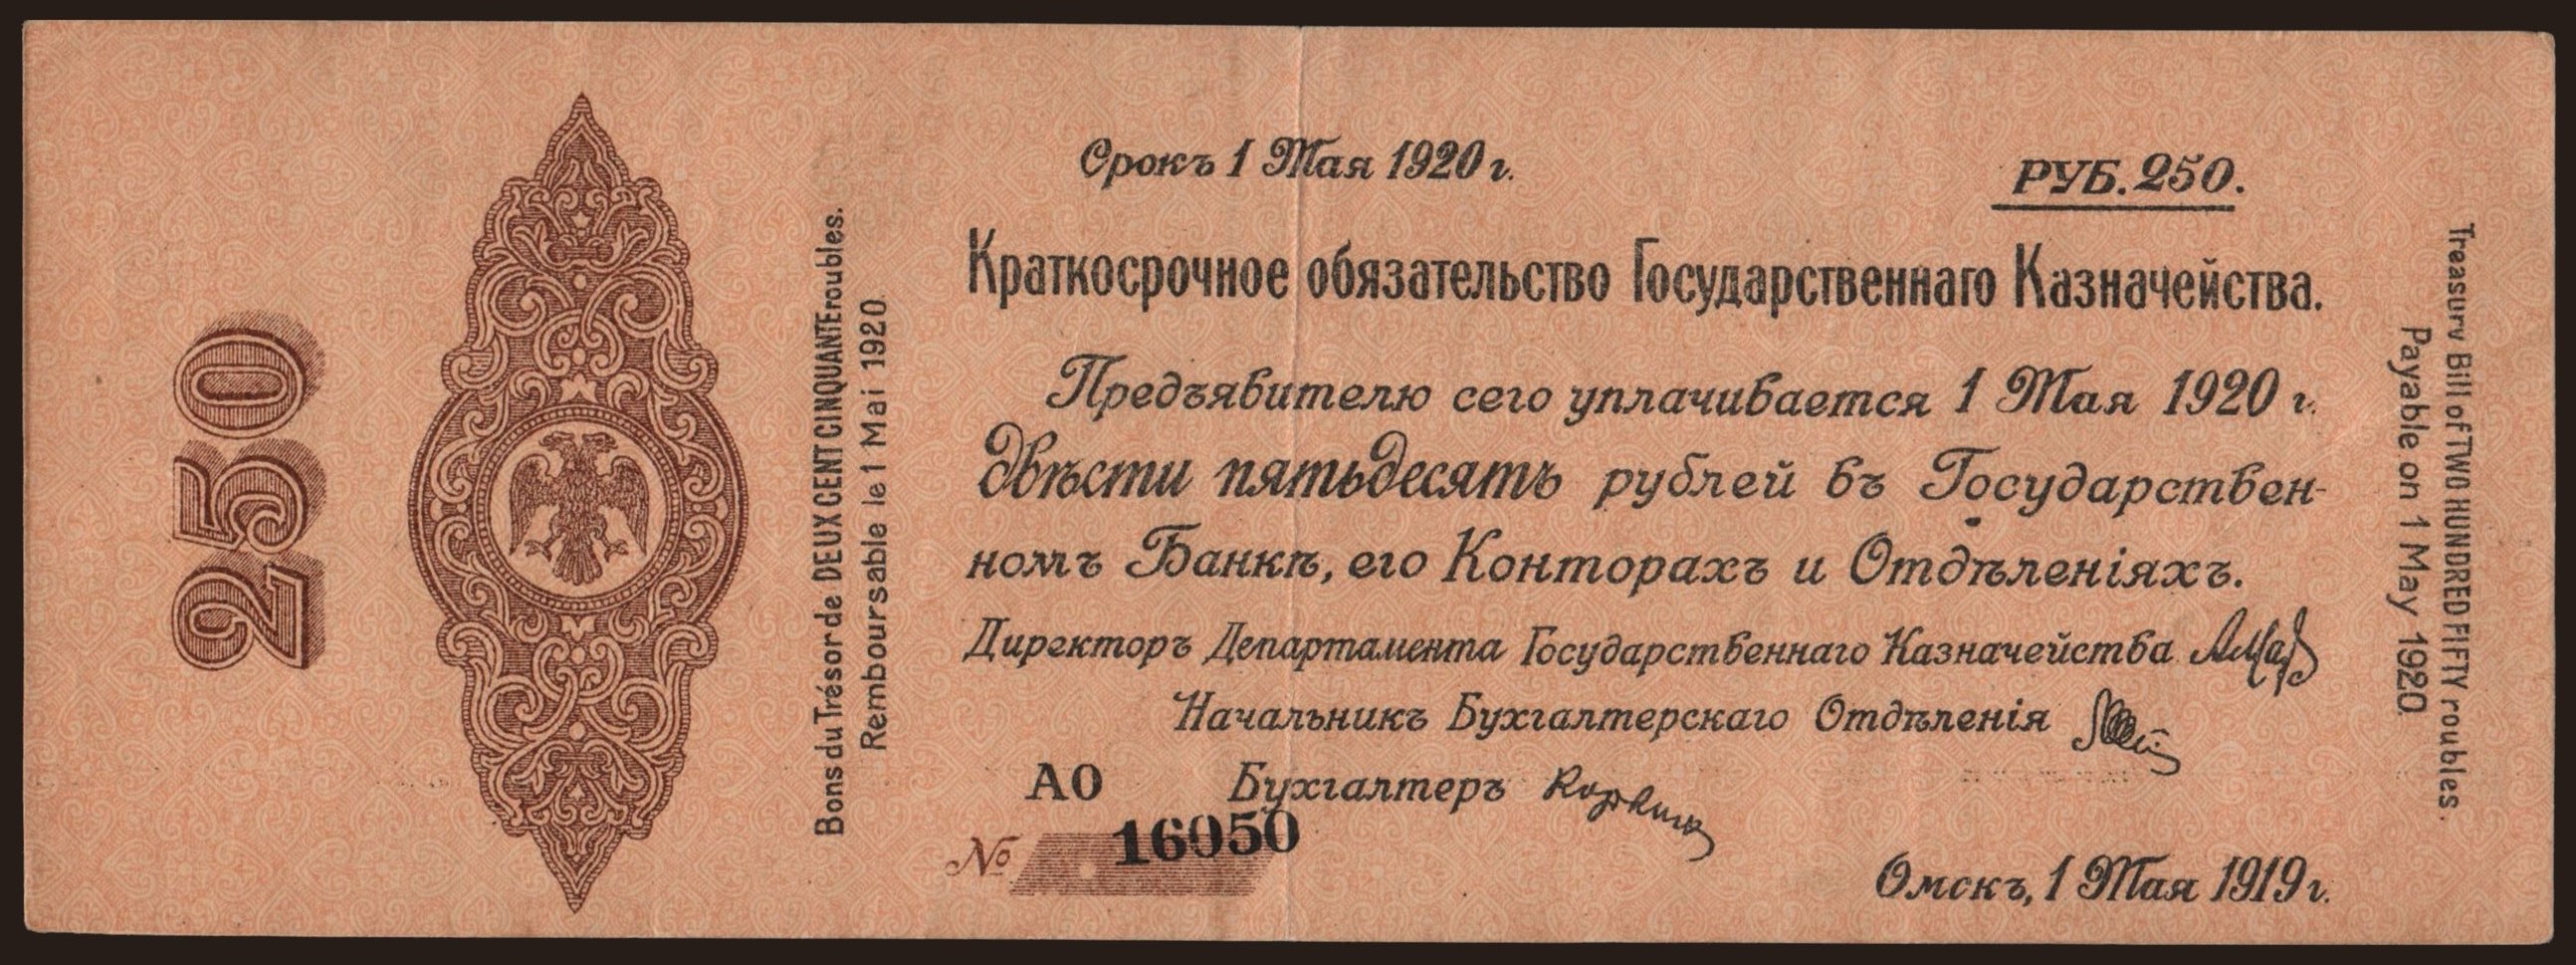 250
Bons du Trésor de DEUX CENT CINQUANTE roubles.
Remboursable le 1 Mai 1920.
Срокъ 1 Мая 1920 г.
РУБ. 250.
Краткосрочное обязательство Государственнаго Казначейства.
Предъявителю сего уплачивается 1 Мая 1920 г.
двѣсти пятьдесятъ рублей въ Государствен-
номъ Банкѣ, его Конторахъ и Отдѣленіяхъ.
Директоръ Департамента Государственнаго Казначейства
Начальникъ Бухгалтерскаго Отдѣленія
АО Бухгалтеръ
№ 16050
Омскъ, 1 Мая 1919 г.
Treasury Bill of TWO HUNDRED FIFTY roubles.
Payable on 1 May 1920.